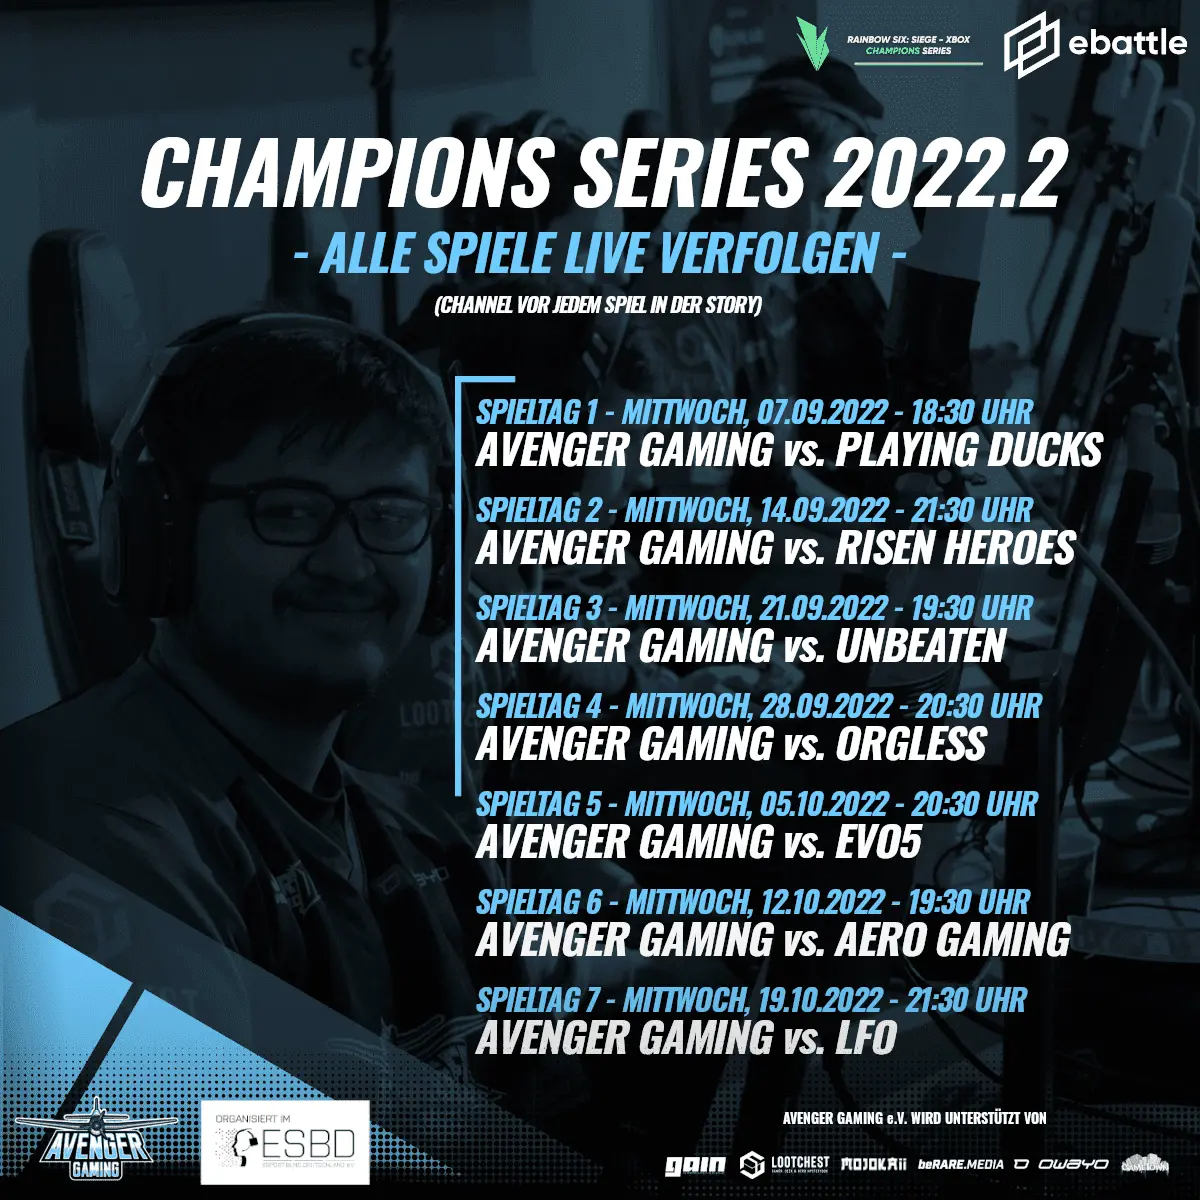 RAINBOW SIX: SIEGE - XBOX
CHAMPIONS SERIES
ebattle
CHAMPIONS SERIES 2022.2
- ALLE SPIELE LIVE VERFOLGEN -
(CHANNEL VOR JEDEM SPIEL IN DER STORY)
SPIELTAG 1 - MITTWOCH, 07.09.2022 - 18:30 UHR
AVENGER GAMING vs. PLAYING DUCKS
SPIELTAG 2 - MITTWOCH, 14.09.2022 - 21:30 UHR
AVENGER GAMING vs. RISEN HEROES
SPIELTAG 3 - MITTWOCH, 21.09.2022 - 19:30 UHR
AVENGER GAMING vs. UNBEATEN
SPIELTAG 4 - MITTWOCH, 28.09.2022 - 20:30 UHR
AVENGER GAMING vs. ORGLESS
SPIELTAG 5 - MITTWOCH, 05.10.2022 - 20:30 UHR
AVENGER GAMING vs. EVO5
SPIELTAG 6 - MITTWOCH, 12.10.2022 - 19:30 UHR
AVENGER GAMING vs. AERO GAMING
SPIELTAG 7 - MITTWOCH, 19.10.2022 - 21:30 UHR
AVENGER GAMING vs. LFO
AVENGER
GAMING
ORGANISIERT IM
ESBD
ESPORT BUND DEUTSCHLAND e.V.
AVENGER GAMING e.V. WIRD UNTERSTÜTZT VON
gain
LOOTCHEST
MOJOKAII
beRARE.MEDIA
OWAYO